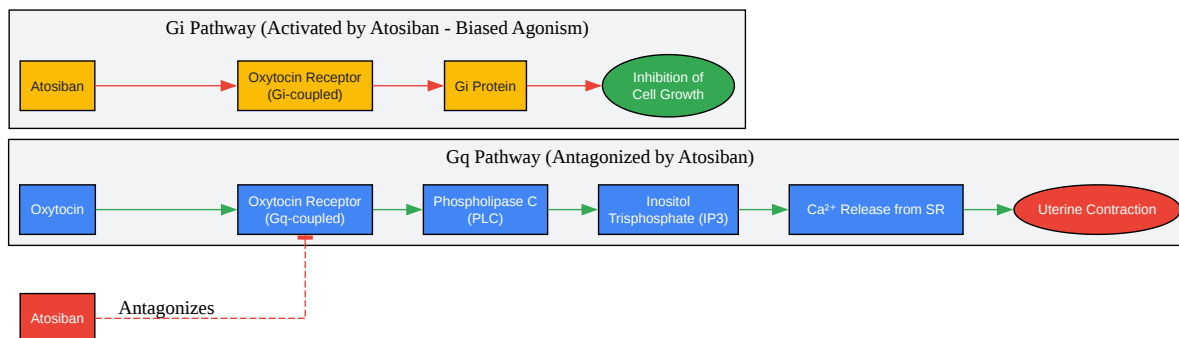 Gi Pathway (Activated by Atosiban - Biased Agonism)
Atosiban
Oxytocin Receptor
(Gi-coupled)
Gi Protein
Inhibition of
Cell Growth
Gq Pathway (Antagonized by Atosiban)
Oxytocin
Oxytocin Receptor
(Gq-coupled)
Phospholipase C
(PLC)
Inositol
Trisphosphate (IP3)
Ca²⁺ Release from SR
Uterine Contraction
Atosiban
Antagonizes